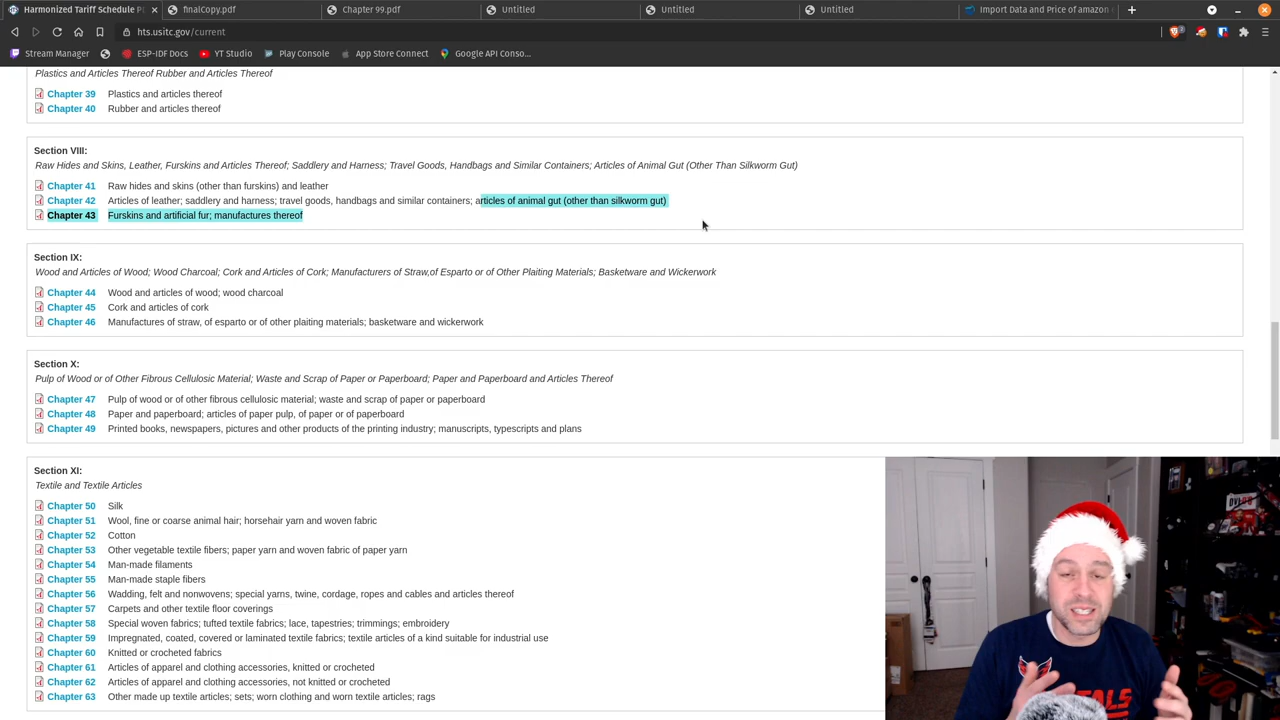 Harmonized Tariff Schedule P
finalCopy.pdf
Chapter 99.pdf
Untitled
Untitled
Untitled
Import Data and Price of amazon
hts.usitc.gov/current
Stream Manager
ESP-IDF Docs
YT Studio
Play Console
App Store Connect
Google API Conso...
Plastics and Articles Thereof Rubber and Articles Thereof
Chapter 39 Plastics and articles thereof
Chapter 40 Rubber and articles thereof
Section VIII:
Raw Hides and Skins, Leather, Furskins and Articles Thereof; Saddlery and Harness; Travel Goods, Handbags and Similar Containers; Articles of Animal Gut (Other Than Silkworm Gut)
Chapter 41 Raw hides and skins (other than furskins) and leather
Chapter 42 Articles of leather; saddlery and harness; travel goods, handbags and similar containers; articles of animal gut (other than silkworm gut)
Chapter 43 Furskins and artificial fur; manufactures thereof
Section IX:
Wood and Articles of Wood; Wood Charcoal; Cork and Articles of Cork; Manufacturers of Straw,of Esparto or of Other Plaiting Materials; Basketware and Wickerwork
Chapter 44 Wood and articles of wood; wood charcoal
Chapter 45 Cork and articles of cork
Chapter 46 Manufactures of straw, of esparto or of other plaiting materials; basketware and wickerwork
Section X:
Pulp of Wood or of Other Fibrous Cellulosic Material; Waste and Scrap of Paper or Paperboard; Paper and Paperboard and Articles Thereof
Chapter 47 Pulp of wood or of other fibrous cellulosic material; waste and scrap of paper or paperboard
Chapter 48 Paper and paperboard; articles of paper pulp, of paper or of paperboard
Chapter 49 Printed books, newspapers, pictures and other products of the printing industry; manuscripts, typescripts and plans
Section XI:
Textile and Textile Articles
Chapter 50 Silk
Chapter 51 Wool, fine or coarse animal hair; horsehair yarn and woven fabric
Chapter 52 Cotton
Chapter 53 Other vegetable textile fibers; paper yarn and woven fabric of paper yarn
Chapter 54 Man-made filaments
Chapter 55 Man-made staple fibers
Chapter 56 Wadding, felt and nonwovens; special yarns, twine, cordage, ropes and cables and articles thereof
Chapter 57 Carpets and other textile floor coverings
Chapter 58 Special woven fabrics; tufted textile fabrics; lace, tapestries; trimmings; embroidery
Chapter 59 Impregnated, coated, covered or laminated textile fabrics; textile articles of a kind suitable for industrial use
Chapter 60 Knitted or crocheted fabrics
Chapter 61 Articles of apparel and clothing accessories, knitted or crocheted
Chapter 62 Articles of apparel and clothing accessories, not knitted or crocheted
Chapter 63 Other made up textile articles; sets; worn clothing and worn textile articles; rags